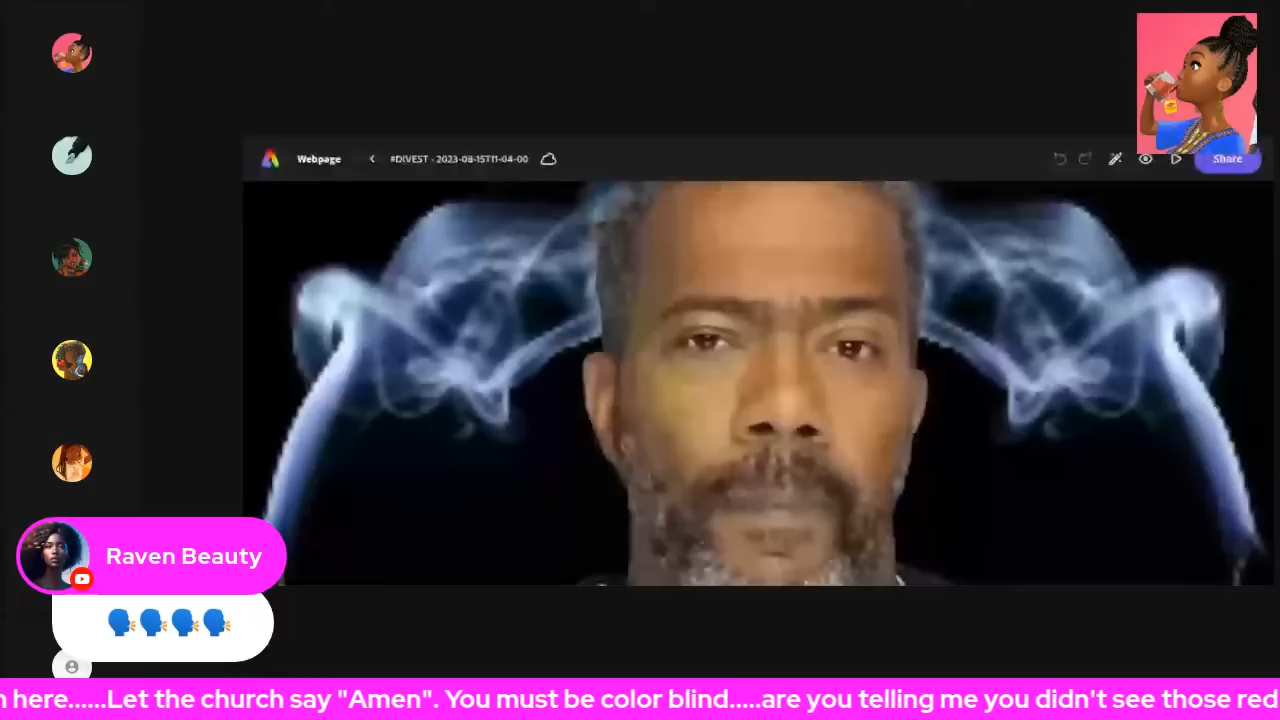 Webpage
#DIVEST - 2023-08-15T11-04-00
Share
Raven Beauty
n here......Let the church say "Amen". You must be color blind.....are you telling me you didn't see those red